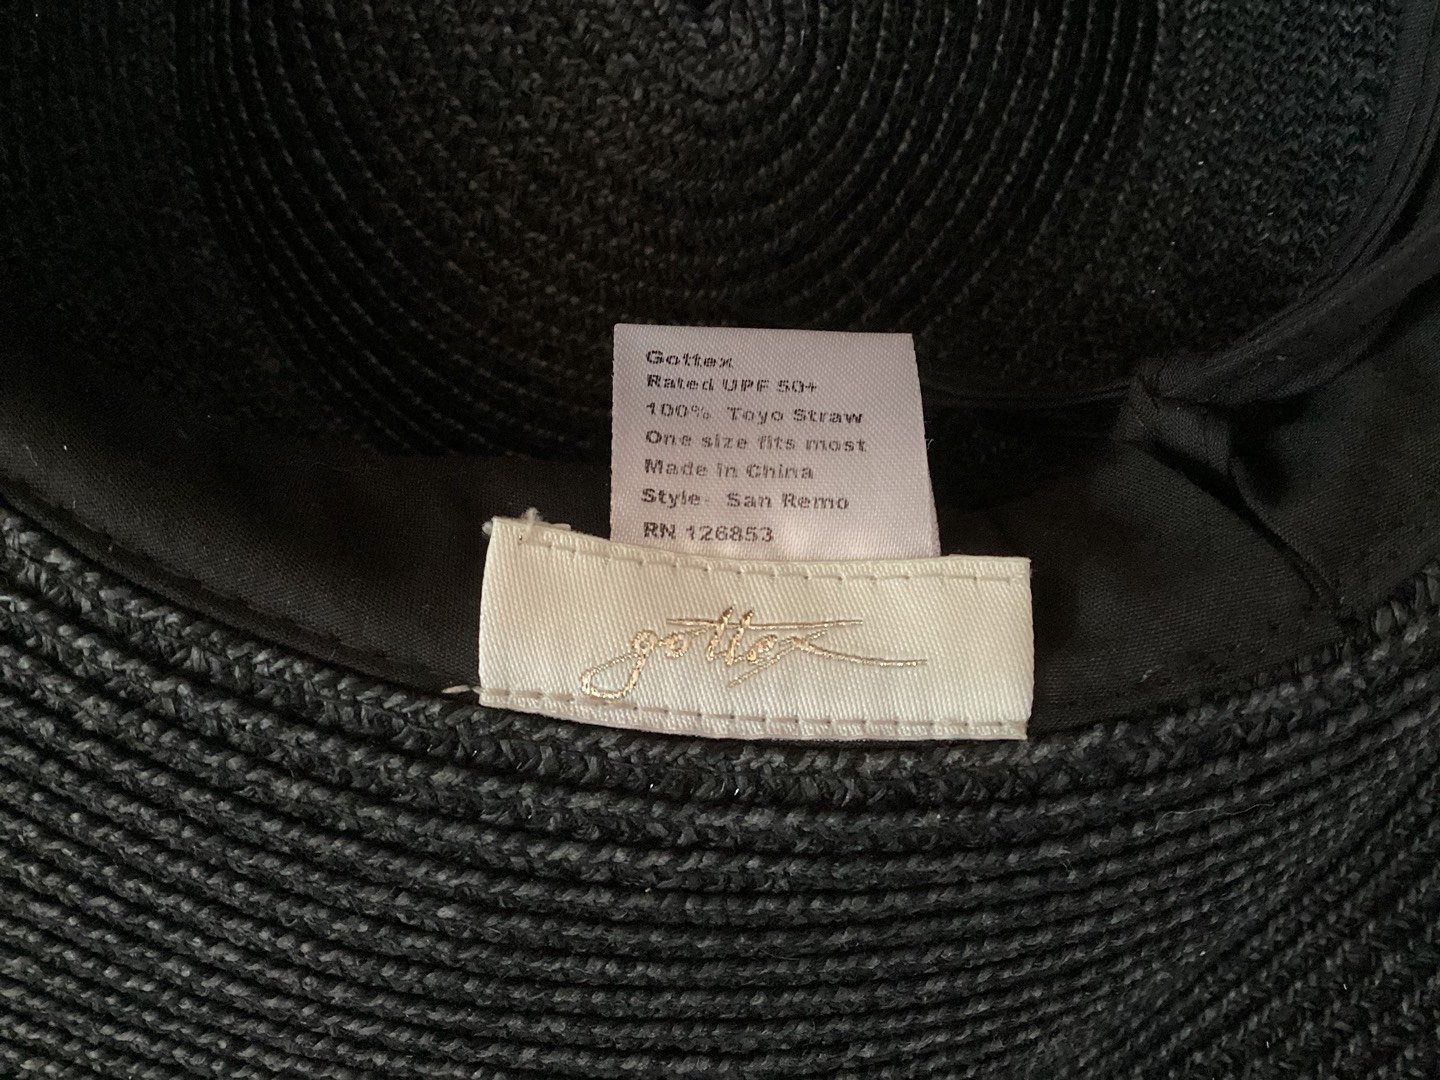 Gottex
Rated UPF 50+
100% Toyo Straw
One size fits most
Made in China
Style- San Remo
RN 126853
gottex